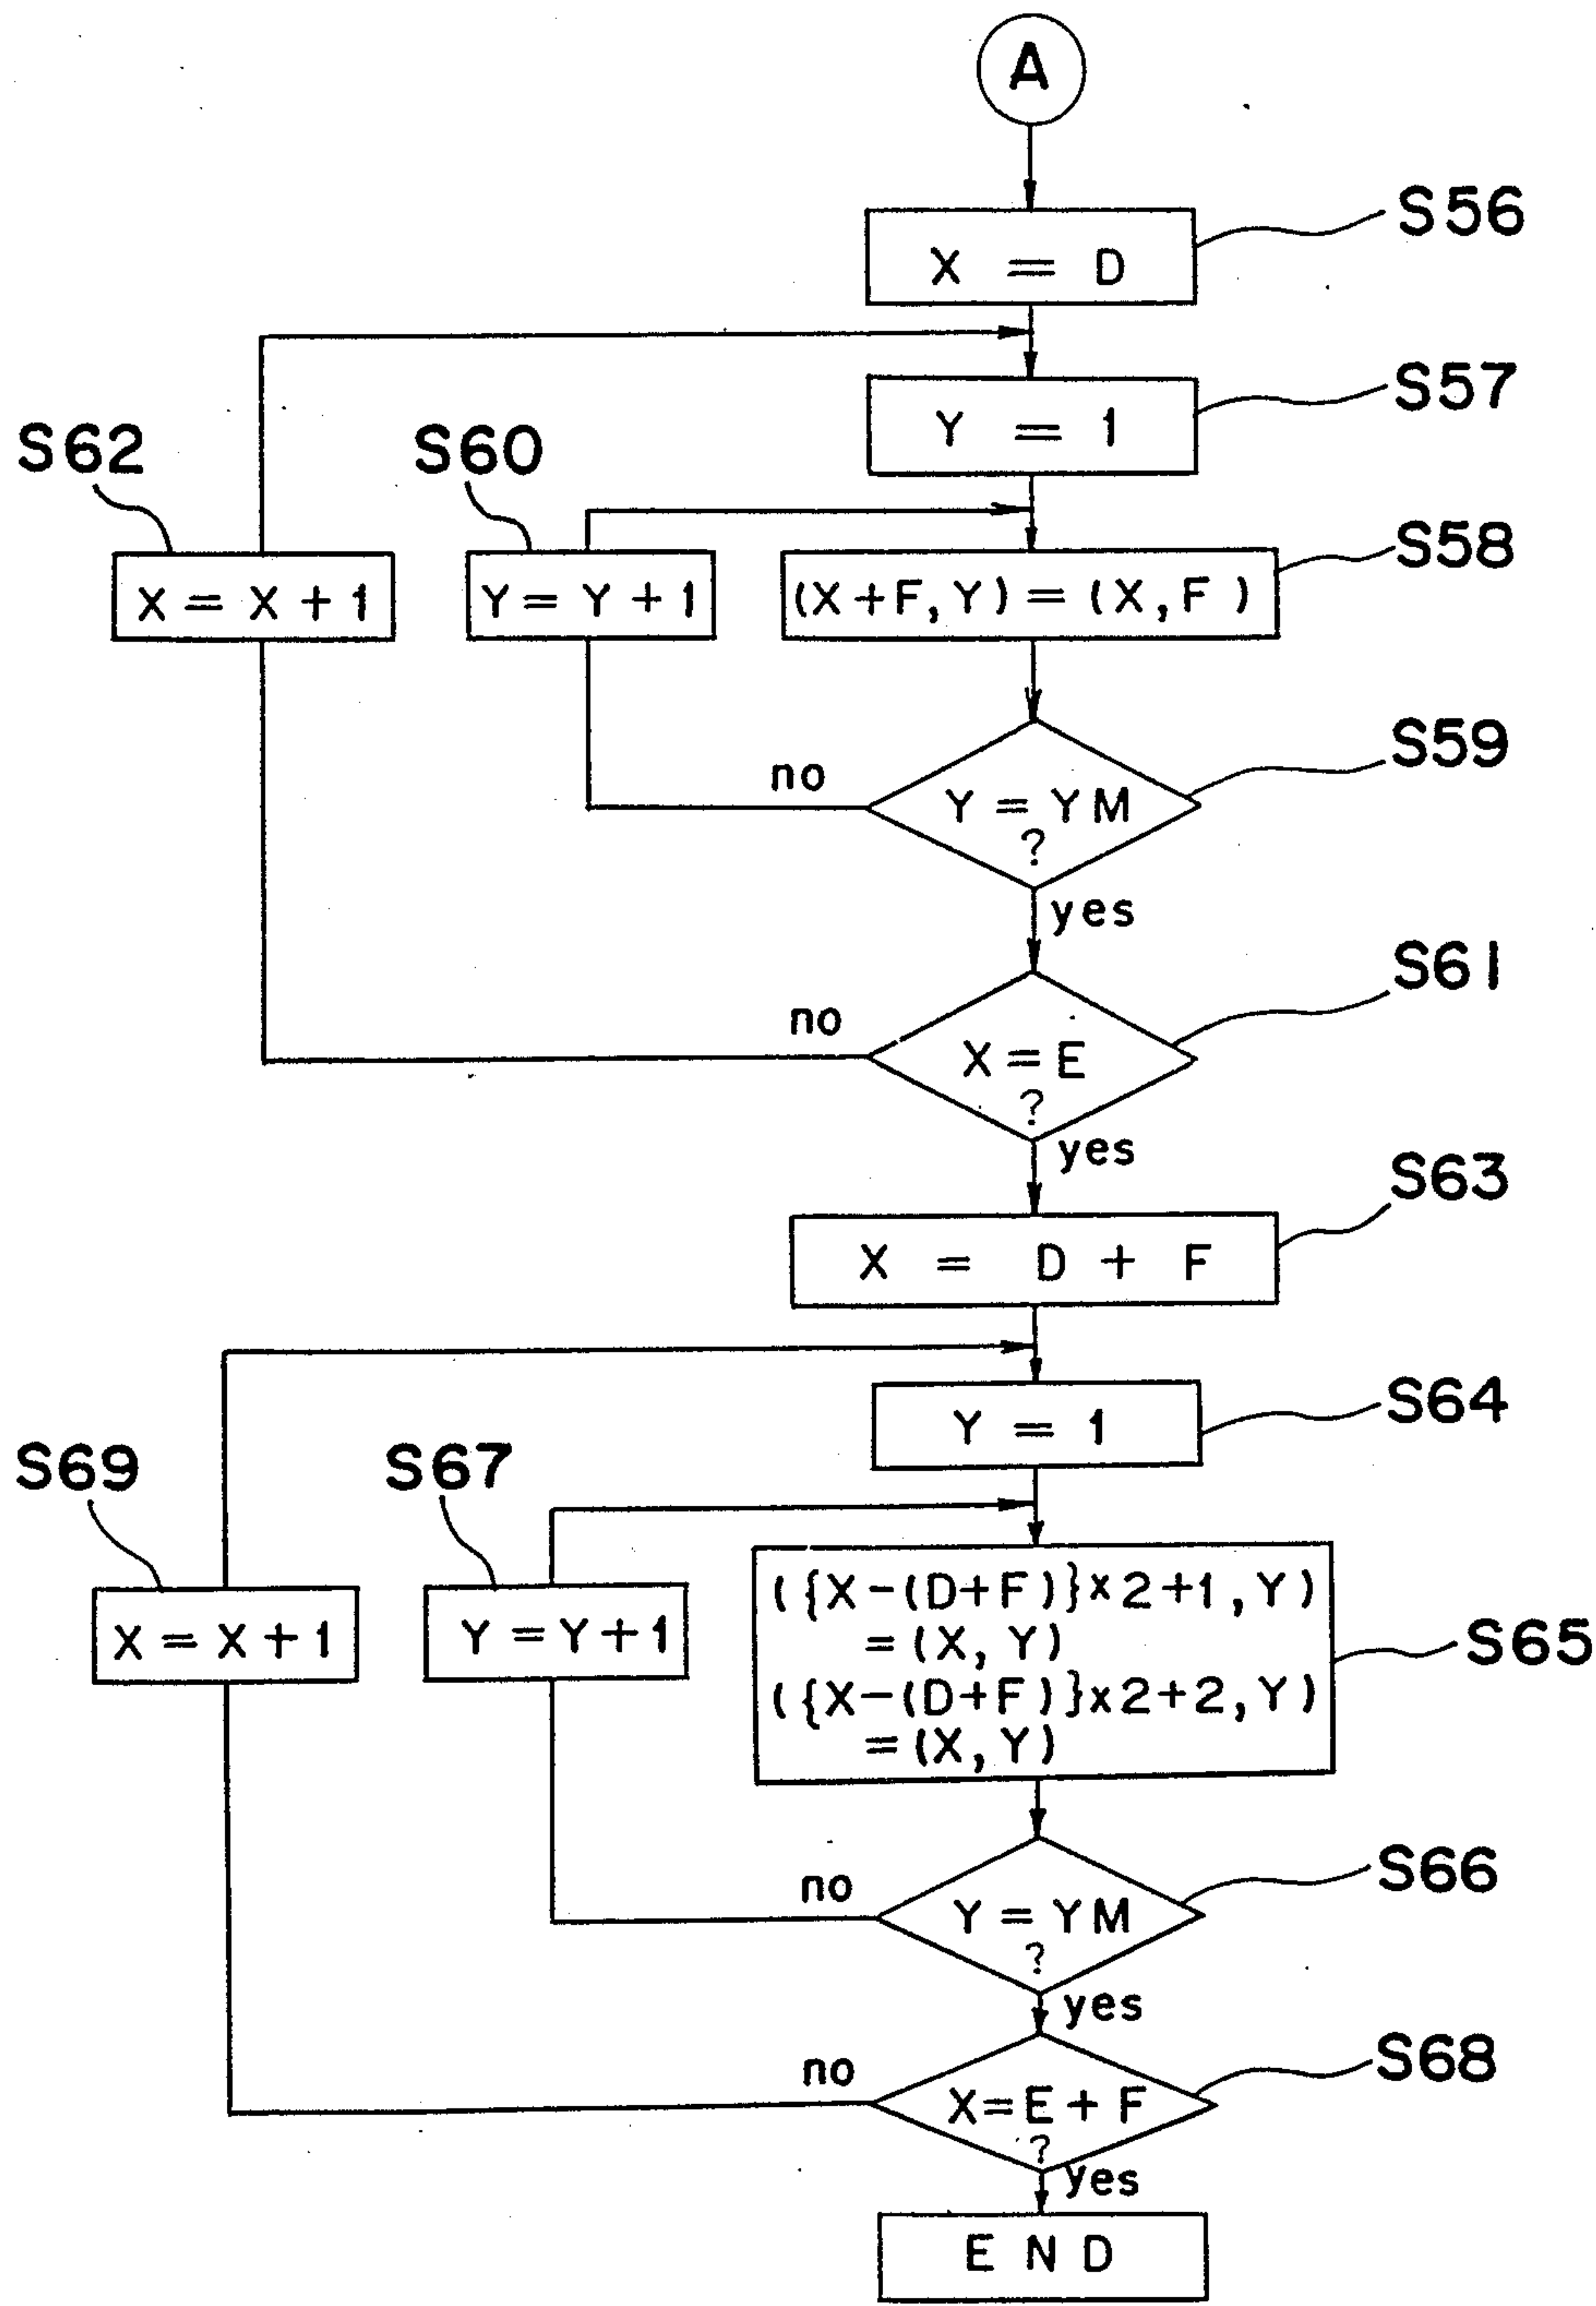 A
S56
X = D
S57
Y = 1
S62
S60
S58
X = X + 1
Y = Y + 1
(X + F, Y) = (X, F)
S59
no
Y = YM
?
yes
S61
no
X = E
?
yes
S63
X = D + F
S64
Y = 1
S69
S67
({X-(D+F)}×2+1, Y)
= (X, Y)
({X-(D+F)}×2+2, Y)
= (X, Y)
S65
X = X + 1
Y = Y + 1
S66
no
Y = YM
?
yes
S68
no
X = E + F
?
yes
END